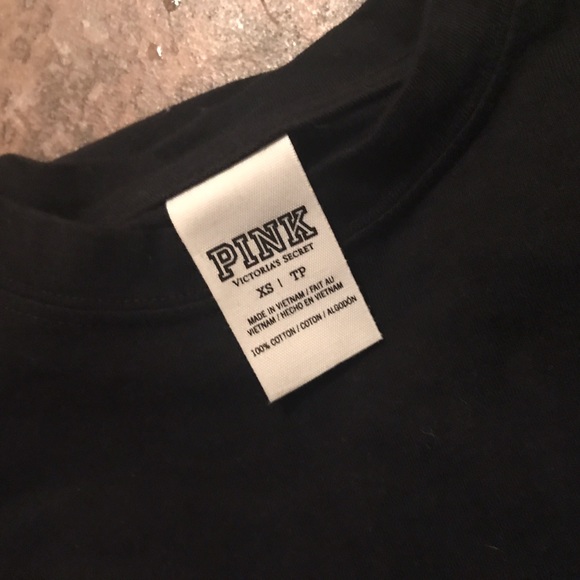 PINK
VICTORIA'S SECRET
XS | TP
MADE IN VIETNAM / FAIT AU
VIETNAM / HECHO EN VIETNAM
100% COTTON / COTON / ALGODÓN